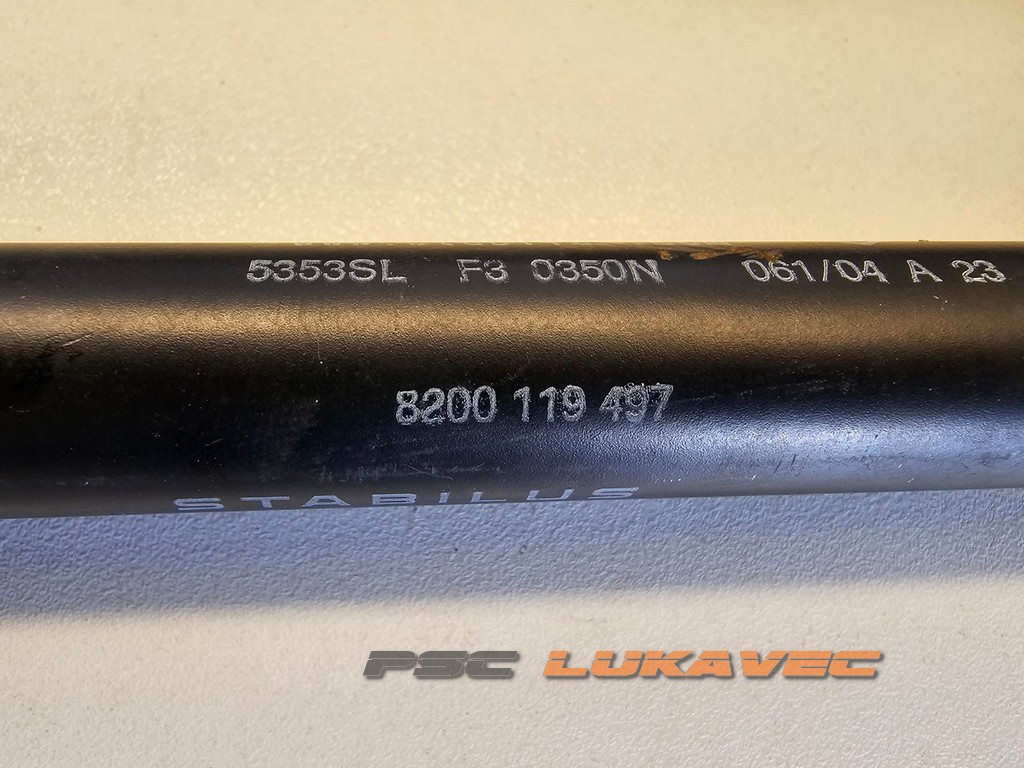 5353SL F3 0350N 061/04 A 23
8200 119 497
STABILUS
PSC LUKAVEC